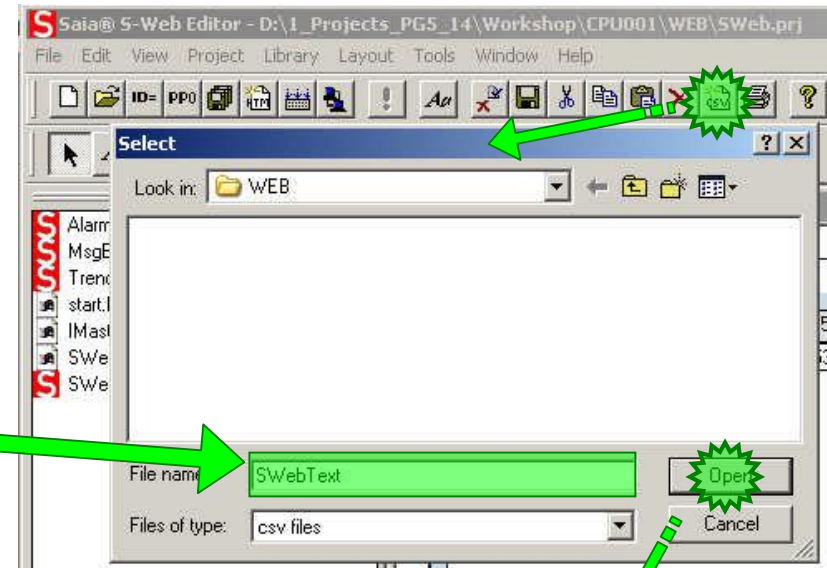 Saia® S-Web Editor - D:\1_Projects_PG5_14\Workshop\CPU001\WEB\SWeb.prj
File Edit View Project Library Layout Tools Window Help
ID= PPO HTM Aa csv ?
Select
Look in: WEB
Alarm
MsgE
Trend
start.
IMast
SWe
SWe
File name
SWebText
Open
Files of type: csv files
Cancel